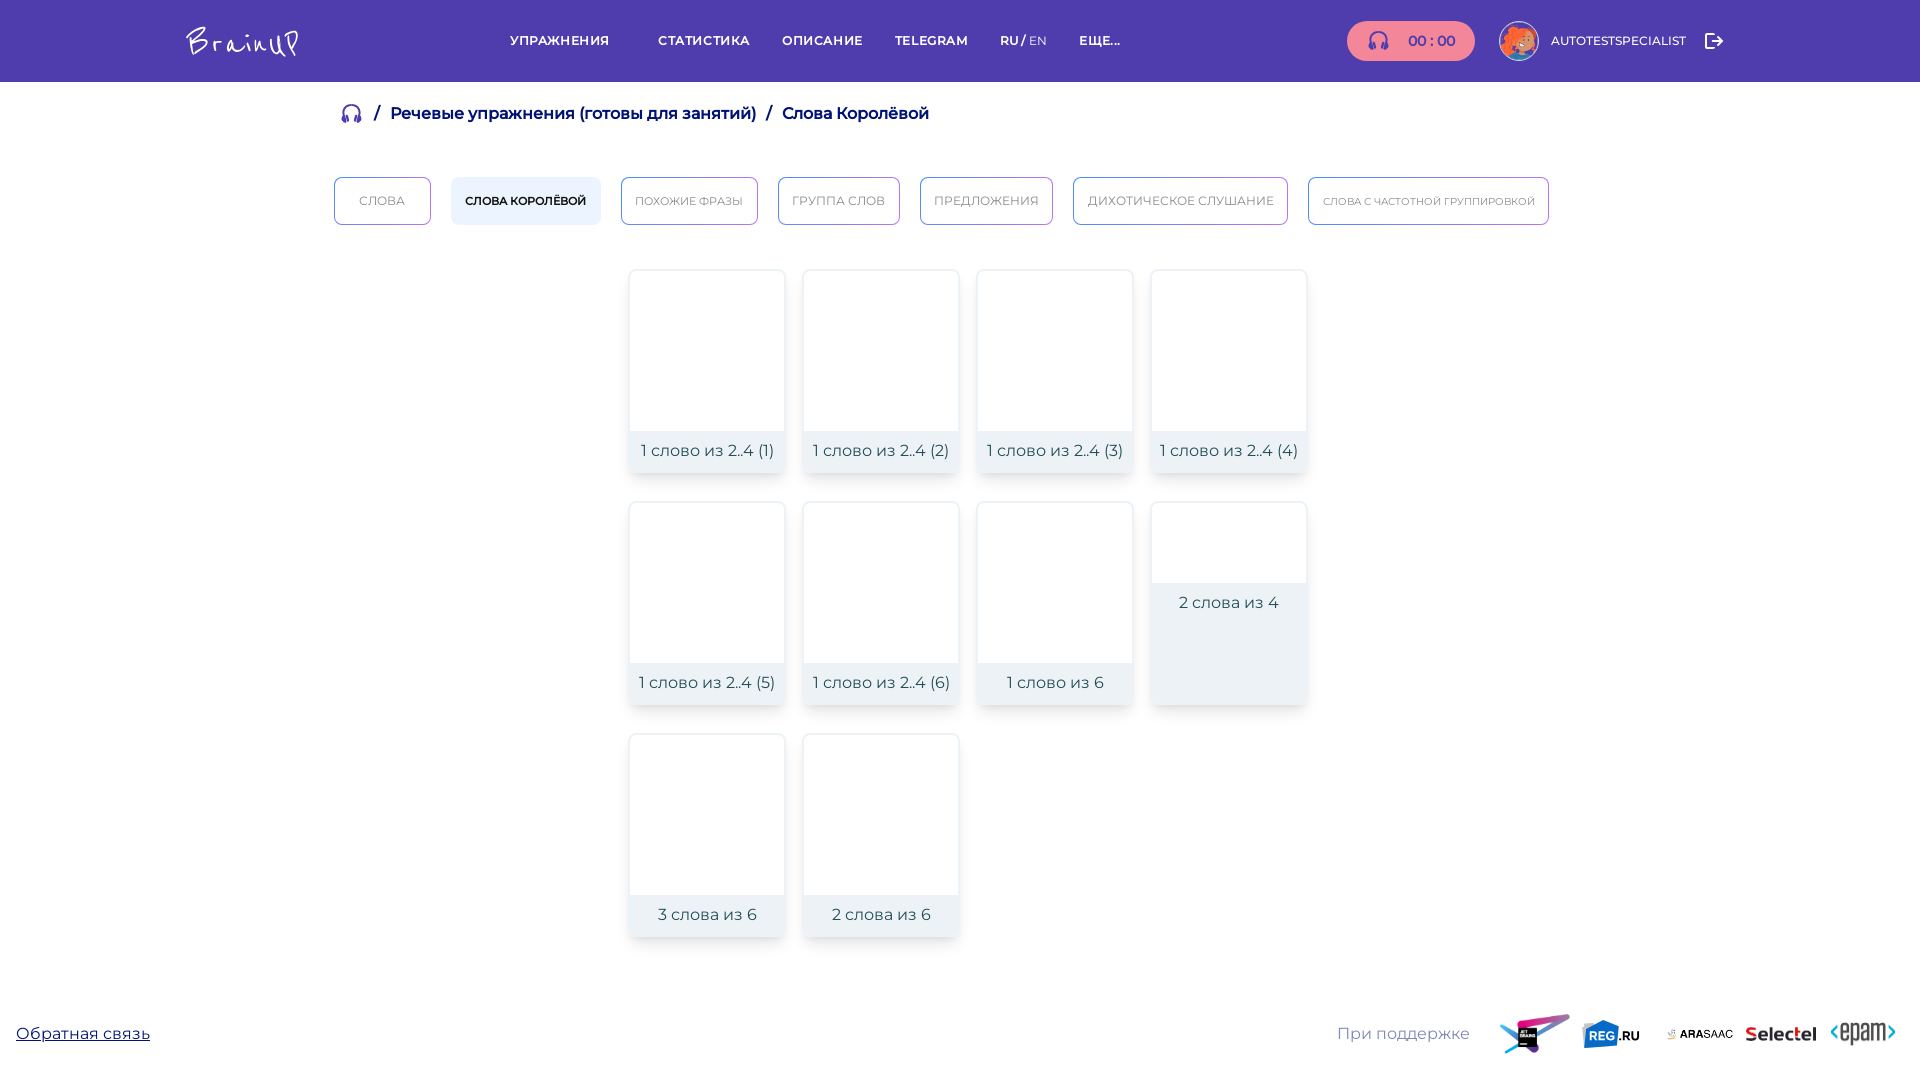 BrainUP
УПРАЖНЕНИЯ СТАТИСТИКА ОПИСАНИЕ TELEGRAM RU / EN ЕЩЕ... 00 : 00 AUTOTESTSPECIALIST
/ Речевые упражнения (готовы для занятий) / Слова Королёвой
СЛОВА СЛОВА КОРОЛЁВОЙ ПОХОЖИЕ ФРАЗЫ ГРУППА СЛОВ ПРЕДЛОЖЕНИЯ ДИХОТИЧЕСКОЕ СЛУШАНИЕ СЛОВА С ЧАСТОТНОЙ ГРУППИРОВКОЙ
1 слово из 2..4 (1) 1 слово из 2..4 (2) 1 слово из 2..4 (3) 1 слово из 2..4 (4)
2 слова из 4
1 слово из 2..4 (5) 1 слово из 2..4 (6) 1 слово из 6
3 слова из 6 2 слова из 6
Обратная связь При поддержке JET BRAINS REG.RU ARASAAC Selectel <epam>